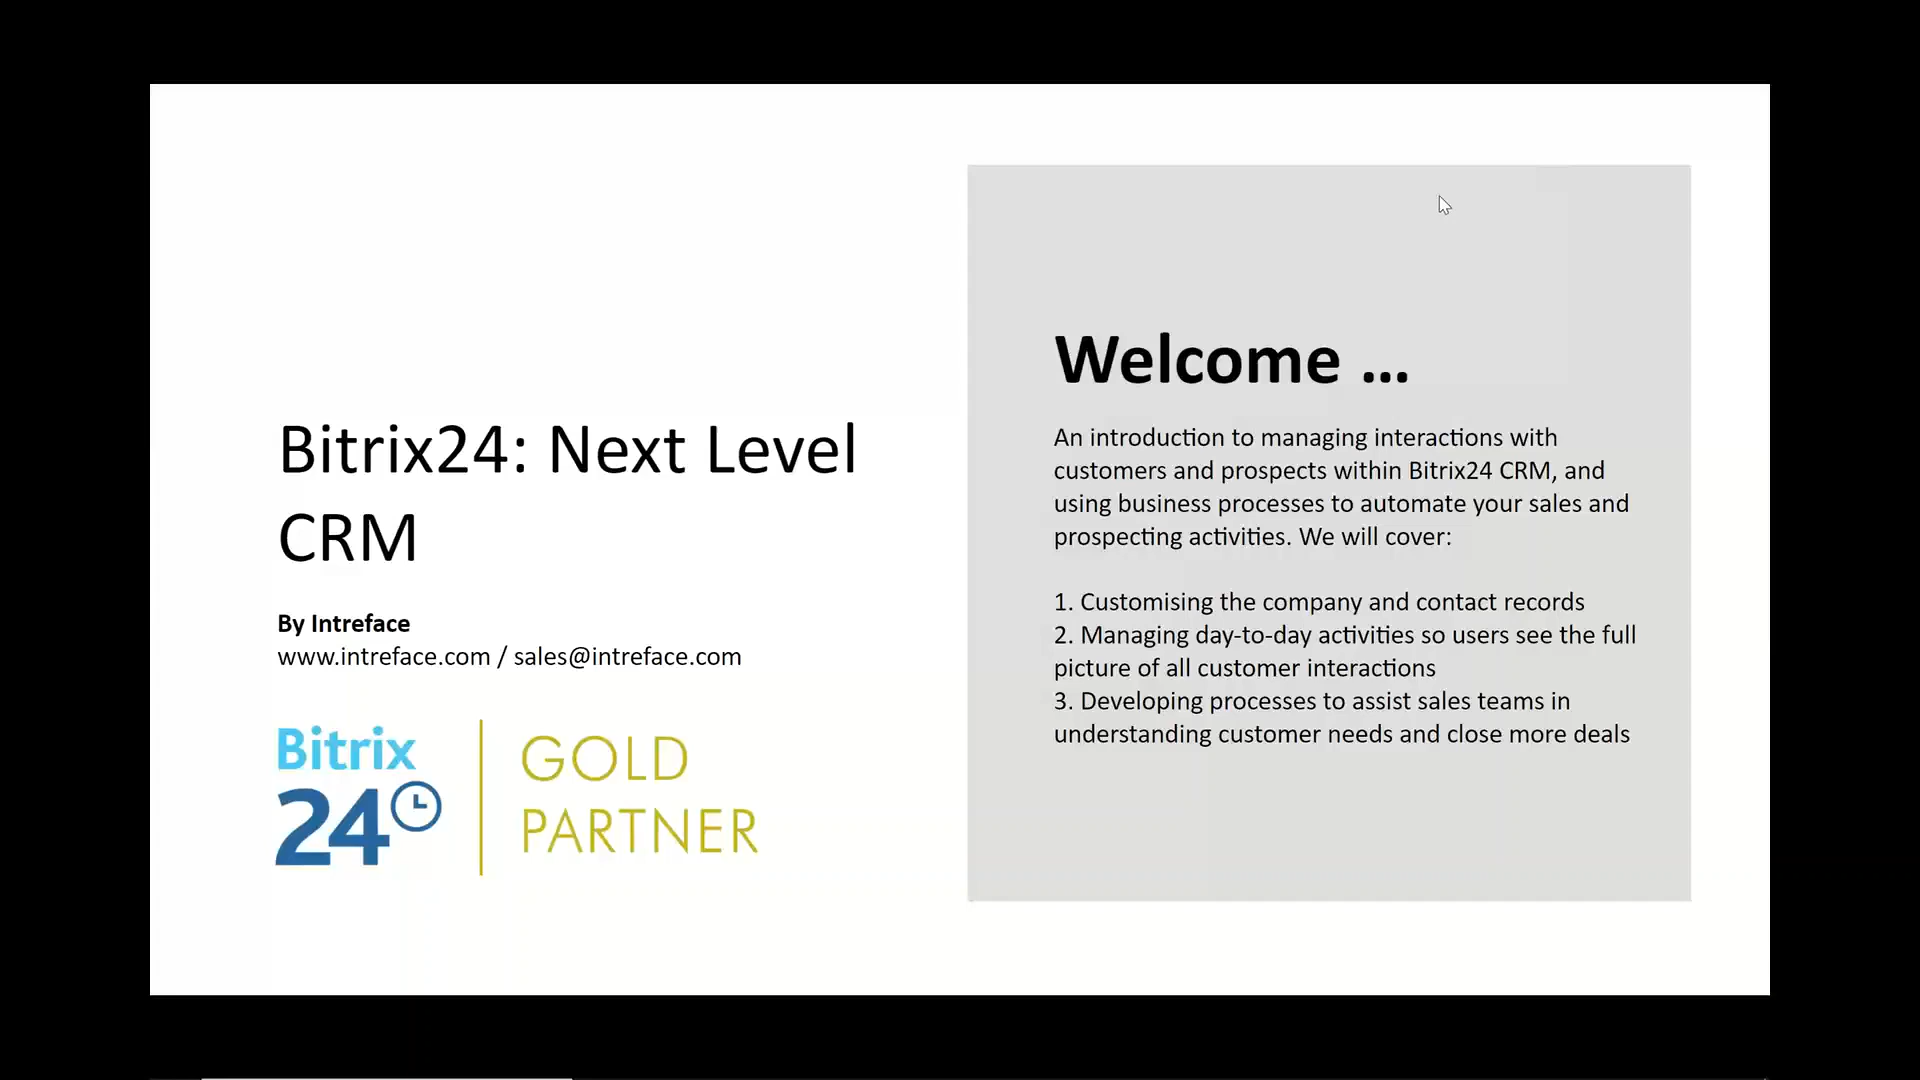 Bitrix24: Next Level
CRM
By Intreface
www.intreface.com / sales@intreface.com
Bitrix
24
GOLD
PARTNER
Welcome ...
An introduction to managing interactions with
customers and prospects within Bitrix24 CRM, and
using business processes to automate your sales and
prospecting activities. We will cover:
1. Customising the company and contact records
2. Managing day-to-day activities so users see the full
picture of all customer interactions
3. Developing processes to assist sales teams in
understanding customer needs and close more deals